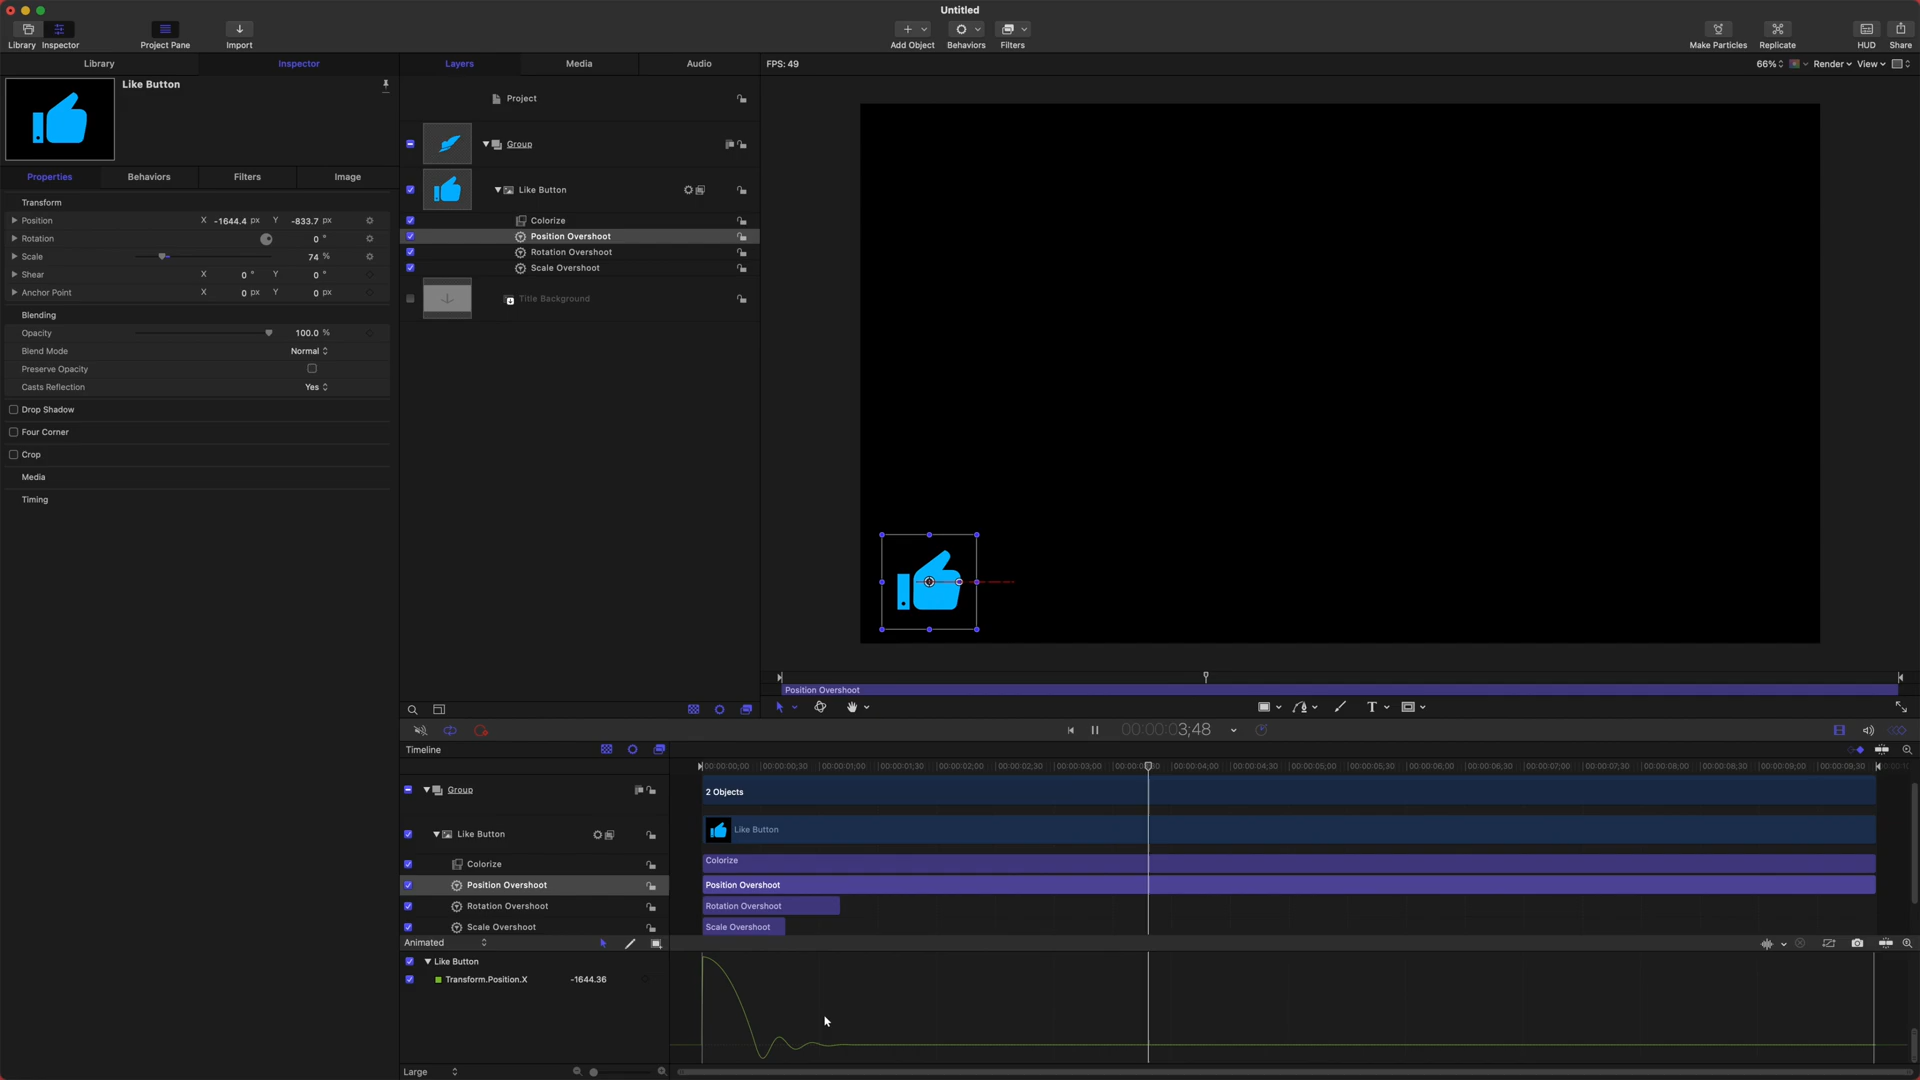 Untitled
Library
Inspector
Project Pane
Import
Add Object
Behaviors
Filters
Make Particles
Replicate
HUD
Share
Library
Inspector
Layers
Media
Audio
FPS: 49
66%
Render
View
Like Button
Properties
Behaviors
Filters
Image
Transform
Position X -1644.4 px Y -833.7 px
Rotation 0 °
Scale 74 %
Shear X 0 ° Y 0 °
Anchor Point X 0 px Y 0 px
Blending
Opacity 100.0 %
Blend Mode Normal
Preserve Opacity
Casts Reflection Yes
Drop Shadow
Four Corner
Crop
Media
Timing
Project
Group
Like Button
Colorize
Position Overshoot
Rotation Overshoot
Scale Overshoot
Title Background
Position Overshoot
00:00:03;48
Timeline
00:00:00;00 00:00:00;30 00:00:01;00 00:00:01;30 00:00:02;00 00:00:02;30 00:00:03;00 00:00:04;00 00:00:04;30 00:00:05;00 00:00:05;30 00:00:06;00 00:00:06;30 00:00:07;00 00:00:07;30 00:00:08;00 00:00:08;30 00:00:09;00 00:00:09;30
Group
2 Objects
Like Button
Like Button
Colorize
Colorize
Position Overshoot
Position Overshoot
Rotation Overshoot
Rotation Overshoot
Scale Overshoot
Scale Overshoot
Animated
Like Button
Transform.Position.X -1644.36
Large